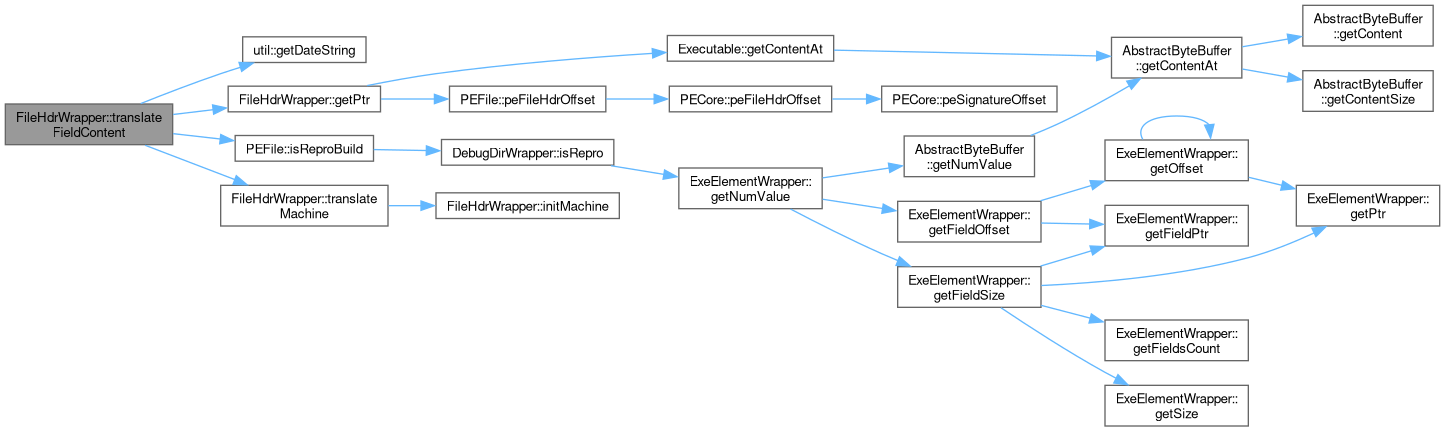 FileHdrWrapper::translate
FieldContent
util::getDateString
FileHdrWrapper::getPtr
PEFile::isReproBuild
FileHdrWrapper::translate
Machine
Executable::getContentAt
PEFile::peFileHdrOffset
PECore::peFileHdrOffset
PECore::peSignatureOffset
DebugDirWrapper::isRepro
FileHdrWrapper::initMachine
ExeElementWrapper::
getNumValue
AbstractByteBuffer
::getNumValue
ExeElementWrapper::
getFieldOffset
ExeElementWrapper::
getFieldSize
AbstractByteBuffer
::getContentAt
AbstractByteBuffer
::getContent
AbstractByteBuffer
::getContentSize
ExeElementWrapper::
getOffset
ExeElementWrapper::
getFieldPtr
ExeElementWrapper::
getPtr
ExeElementWrapper::
getFieldsCount
ExeElementWrapper::
getSize